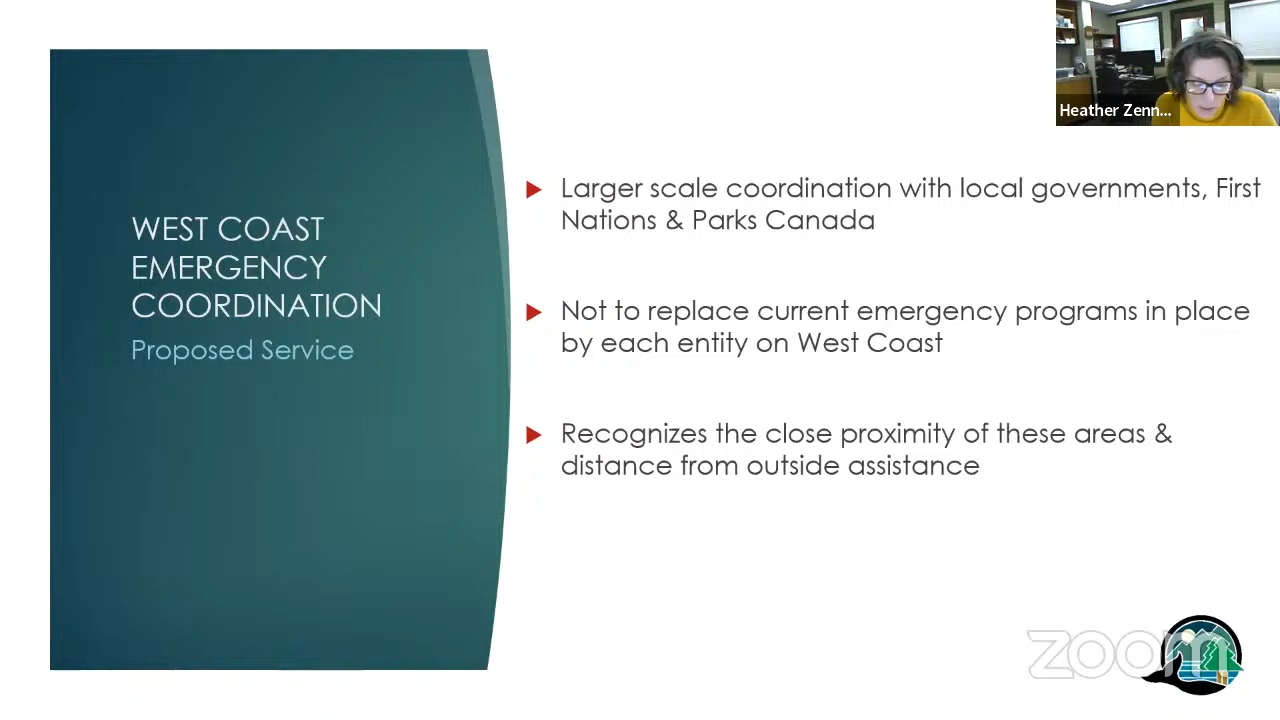 Heather Zenn...
WEST COAST
EMERGENCY
COORDINATION
Proposed Service
Larger scale coordination with local governments, First
Nations & Parks Canada
Not to replace current emergency programs in place
by each entity on West Coast
Recognizes the close proximity of these areas &
distance from outside assistance
zoom